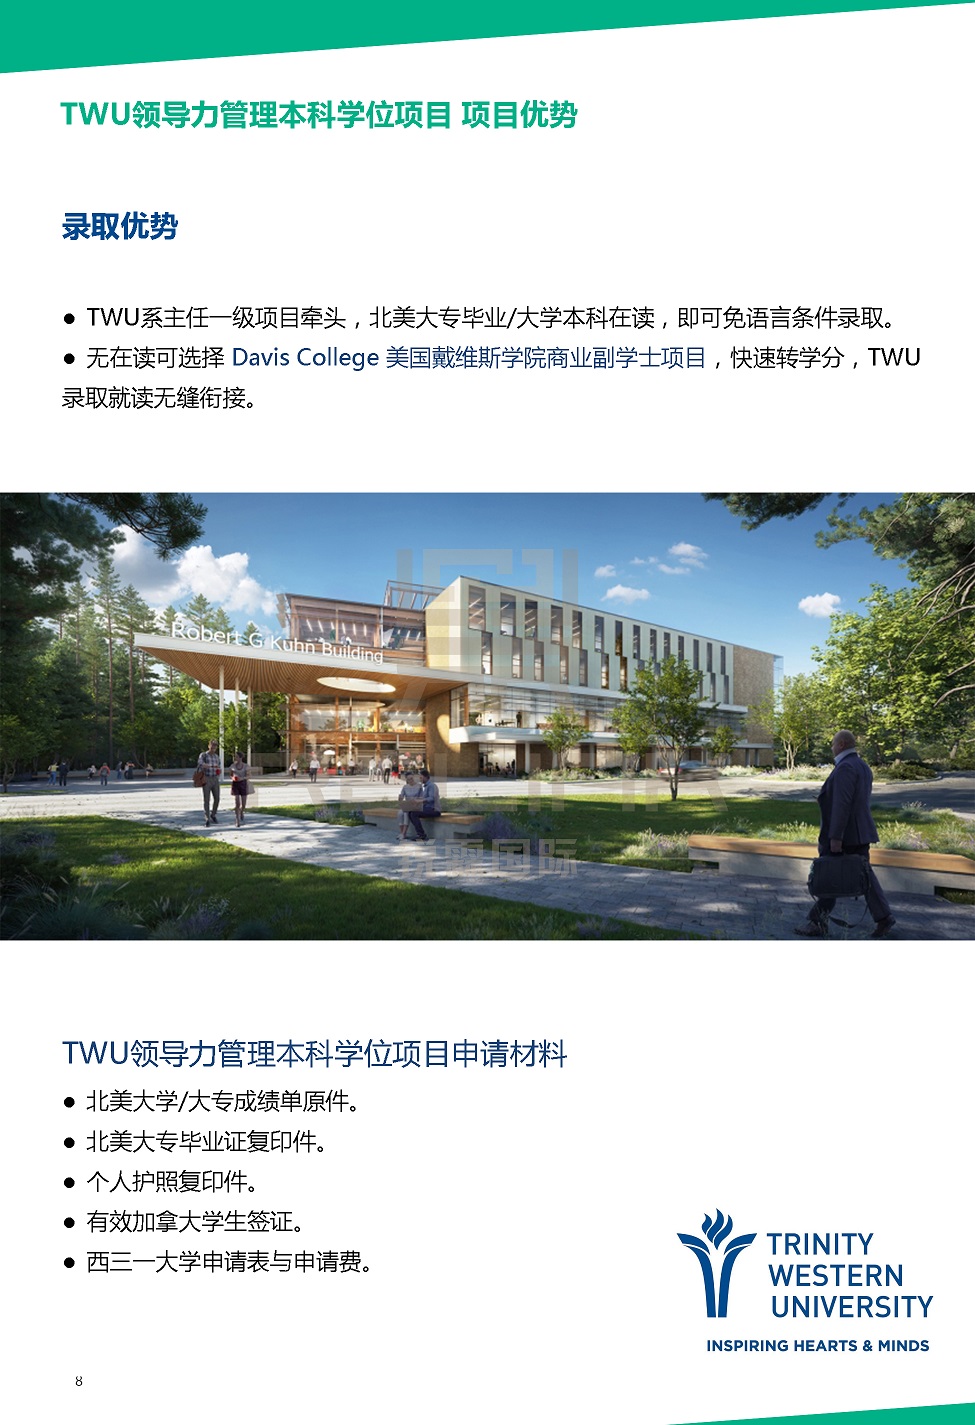 TWU领导力管理本科学位项目 项目优势
录取优势
● TWU系主任一级项目牵头，北美大专毕业/大学本科在读，即可免语言条件录取。
● 无在读可选择 Davis College 美国戴维斯学院商业副学士项目，快速转学分，TWU
录取就读无缝衔接。
Robert G Kuhn Building
国际
TWU领导力管理本科学位项目申请材料
● 北美大学/大专成绩单原件。
● 北美大专毕业证复印件。
● 个人护照复印件。
● 有效加拿大学生签证。
● 西三一大学申请表与申请费。
TRINITY
WESTERN
UNIVERSITY
INSPIRING HEARTS & MINDS
8